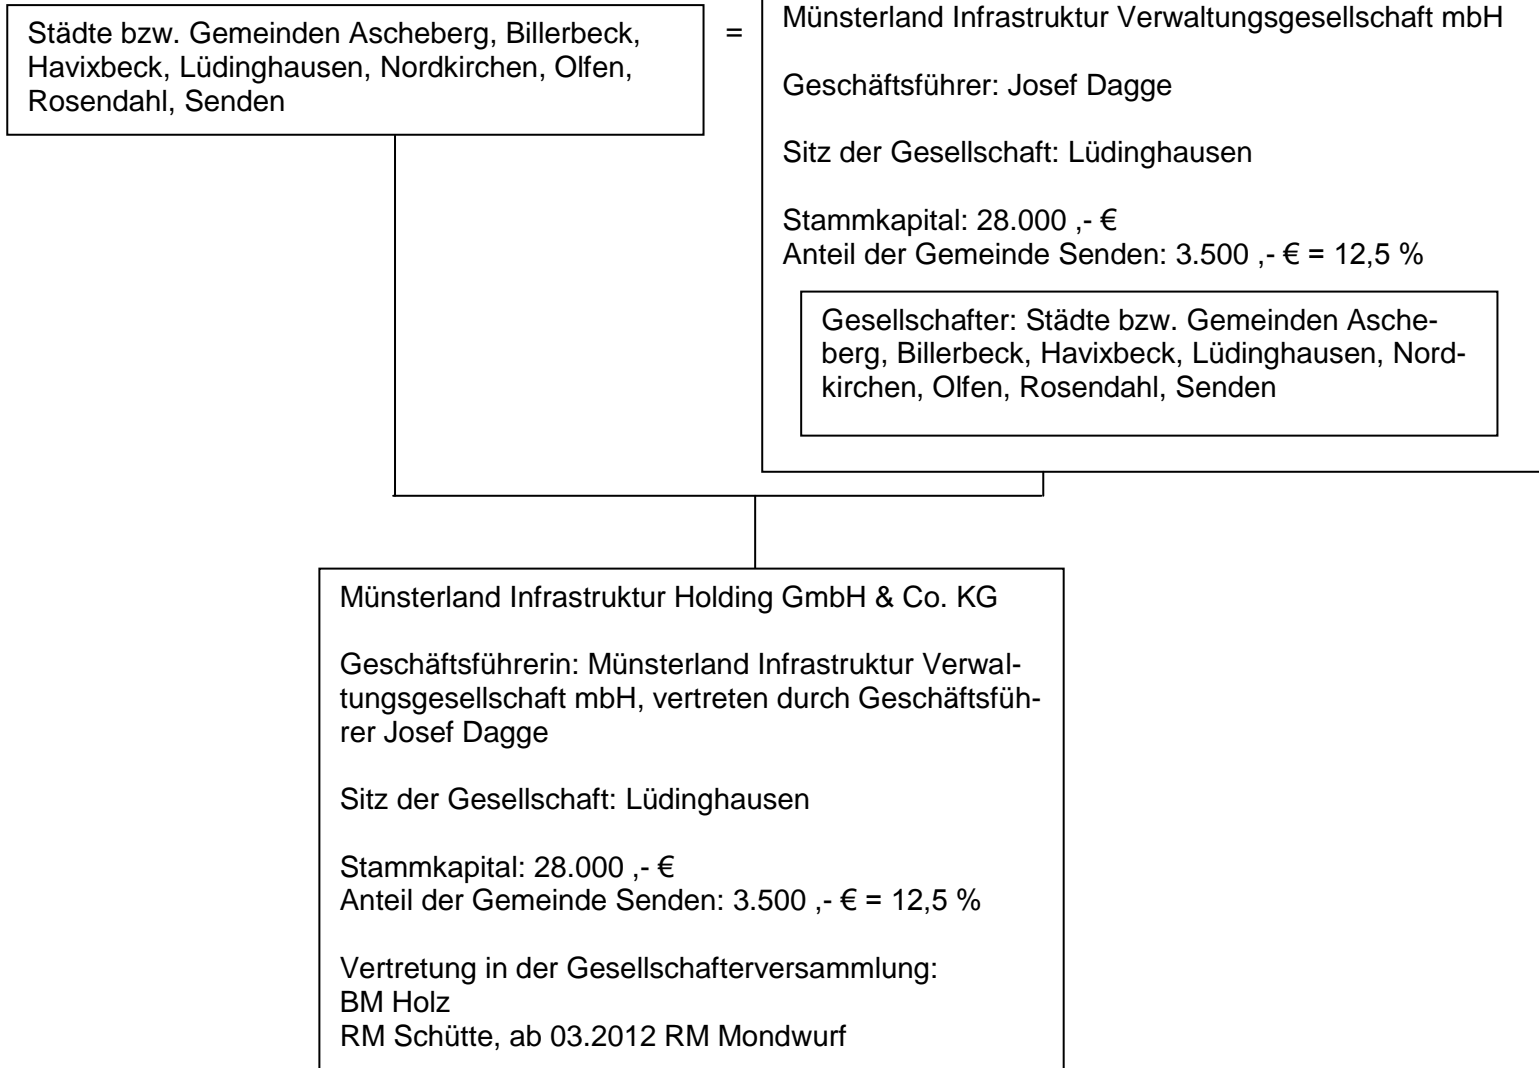 Städte bzw. Gemeinden Ascheberg, Billerbeck,
Havixbeck, Lüdinghausen, Nordkirchen, Olfen,
Rosendahl, Senden
=
Münsterland Infrastruktur Verwaltungsgesellschaft mbH
Geschäftsführer: Josef Dagge
Sitz der Gesellschaft: Lüdinghausen
Stammkapital: 28.000 ,- €
Anteil der Gemeinde Senden: 3.500 ,- € = 12,5 %
Gesellschafter: Städte bzw. Gemeinden Asche-
berg, Billerbeck, Havixbeck, Lüdinghausen, Nord-
kirchen, Olfen, Rosendahl, Senden
Münsterland Infrastruktur Holding GmbH & Co. KG
Geschäftsführerin: Münsterland Infrastruktur Verwal-
tungsgesellschaft mbH, vertreten durch Geschäftsfüh-
rer Josef Dagge
Sitz der Gesellschaft: Lüdinghausen
Stammkapital: 28.000 ,- €
Anteil der Gemeinde Senden: 3.500 ,- € = 12,5 %
Vertretung in der Gesellschafterversammlung:
BM Holz
RM Schütte, ab 03.2012 RM Mondwurf